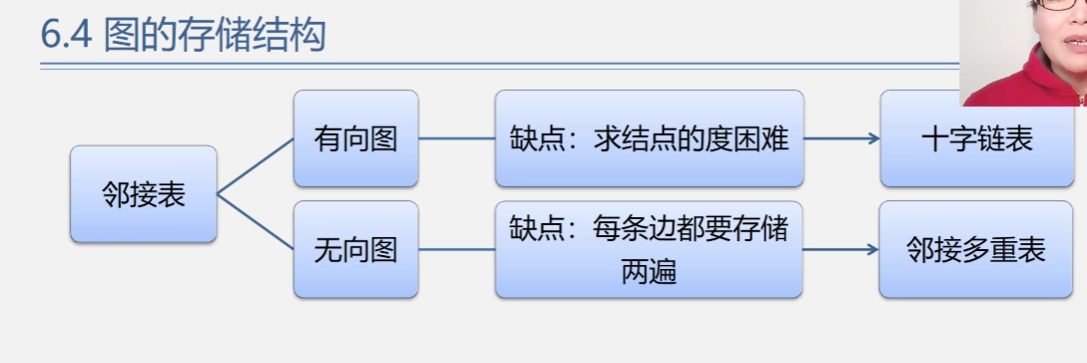 6.4 图的存储结构
邻接表
有向图
缺点：求结点的度困难
十字链表
无向图
缺点：每条边都要存储
两遍
邻接多重表